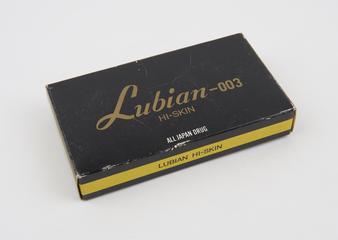 Lubian-003
HI-SKIN
ALL JAPAN DRUG
LUBIAN HI-SKIN